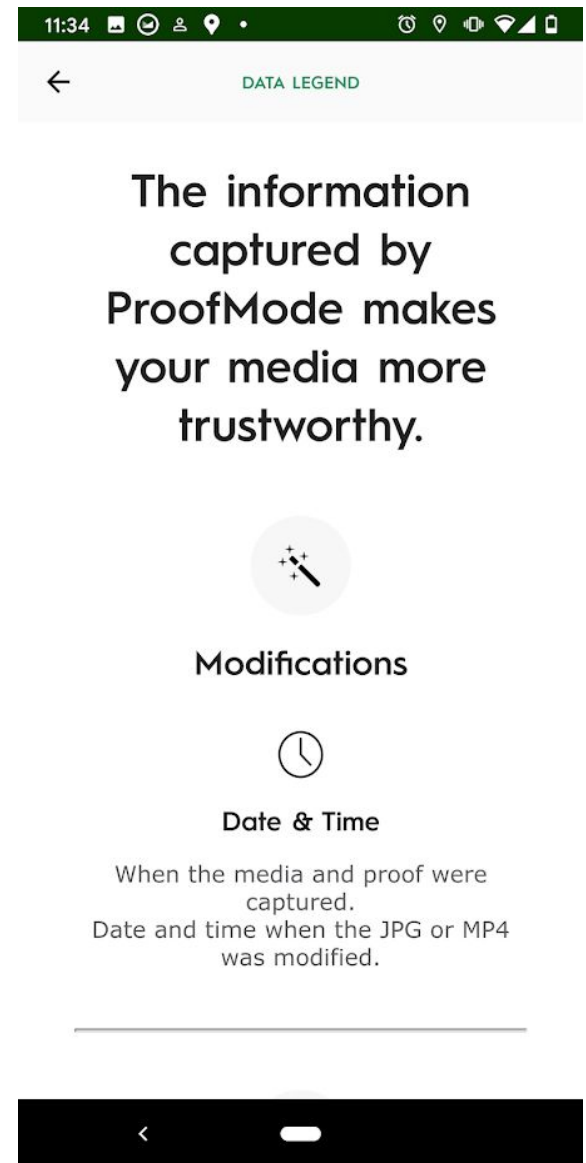 11:34
DATA LEGEND
The information
captured by
ProofMode makes
your media more
trustworthy.
Modifications
Date & Time
When the media and proof were
captured.
Date and time when the JPG or MP4
was modified.